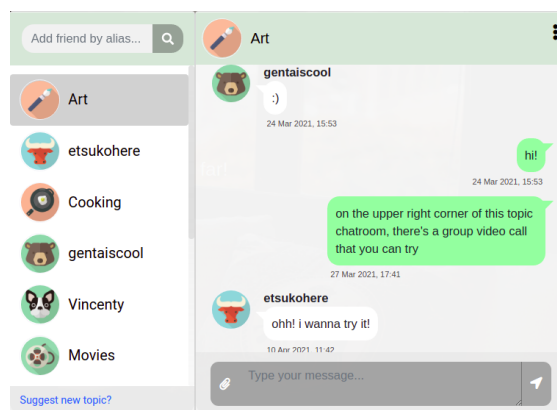 Add friend by alias...
Art
etsukohere
Cooking
gentaiscool
Vincenty
Movies
Suggest new topic?
Art
gentaiscool
:)
24 Mar 2021, 15:53
hi!
24 Mar 2021, 15:53
on the upper right corner of this topic
chatroom, there's a group video call
that you can try
27 Mar 2021, 17:41
etsukohere
ohh! i wanna try it!
10 Apr 2021, 11:42
Type your message...